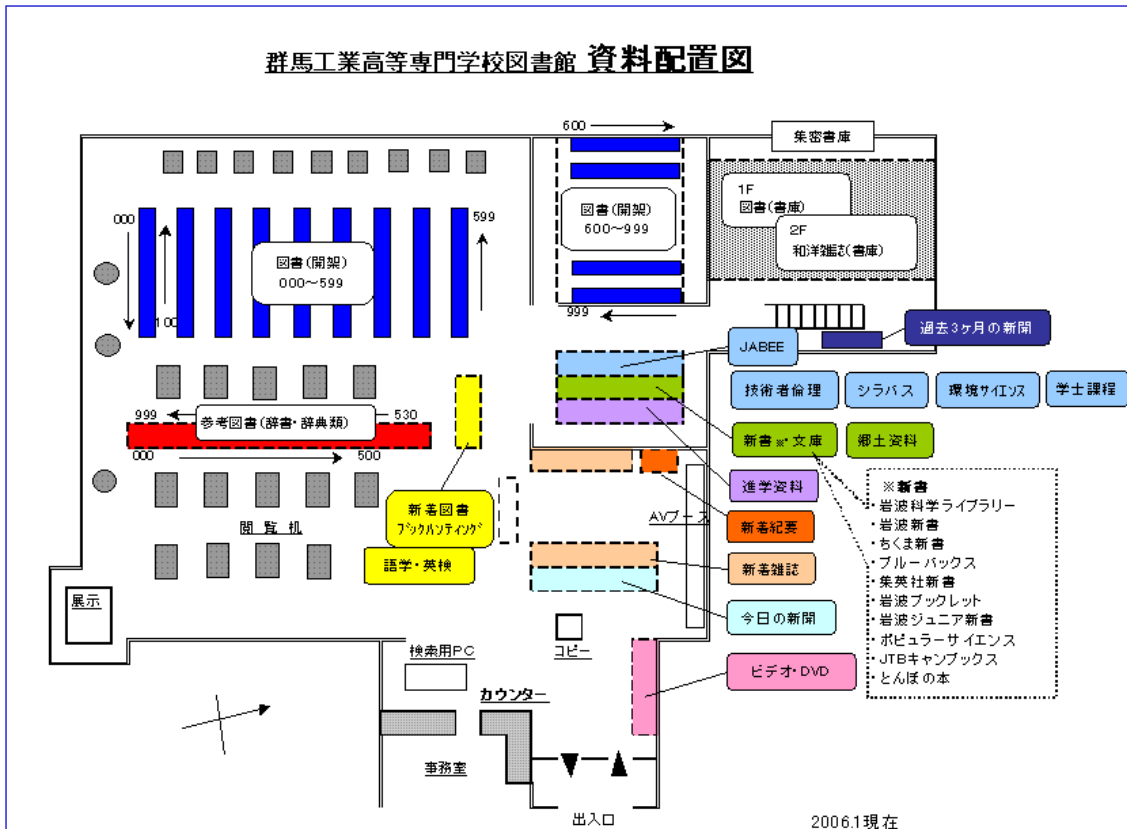 群馬工業高等専門学校図書館 資料配置図
600
集密書庫
1F
図書(書庫)
2F
和洋雑誌(書庫)
000
599
図書(開架)
000～599
図書(開架)
600～999
100
999
過去3ヶ月の新聞
JABEE
技術者倫理
シラバス
環境サイエンス
学士課程
999
530
参考図書(辞書・辞典類)
000
500
新書※・文庫
郷土資料
進学資料
新着図書
ブックハンティング
語学・英検
AVブース
新着紀要
新着雑誌
今日の新聞
ビデオ・DVD
※新書
・岩波科学ライブラリー
・岩波新書
・ちくま新書
・ブルーバックス
・集英社新書
・岩波ブックレット
・岩波ジュニア新書
・ポピュラーサイエンス
・JTBキャンブックス
・とんぼの本
閲覧机
展示
検索用PC
コピー
カウンター
事務室
出入口
2006.1現在